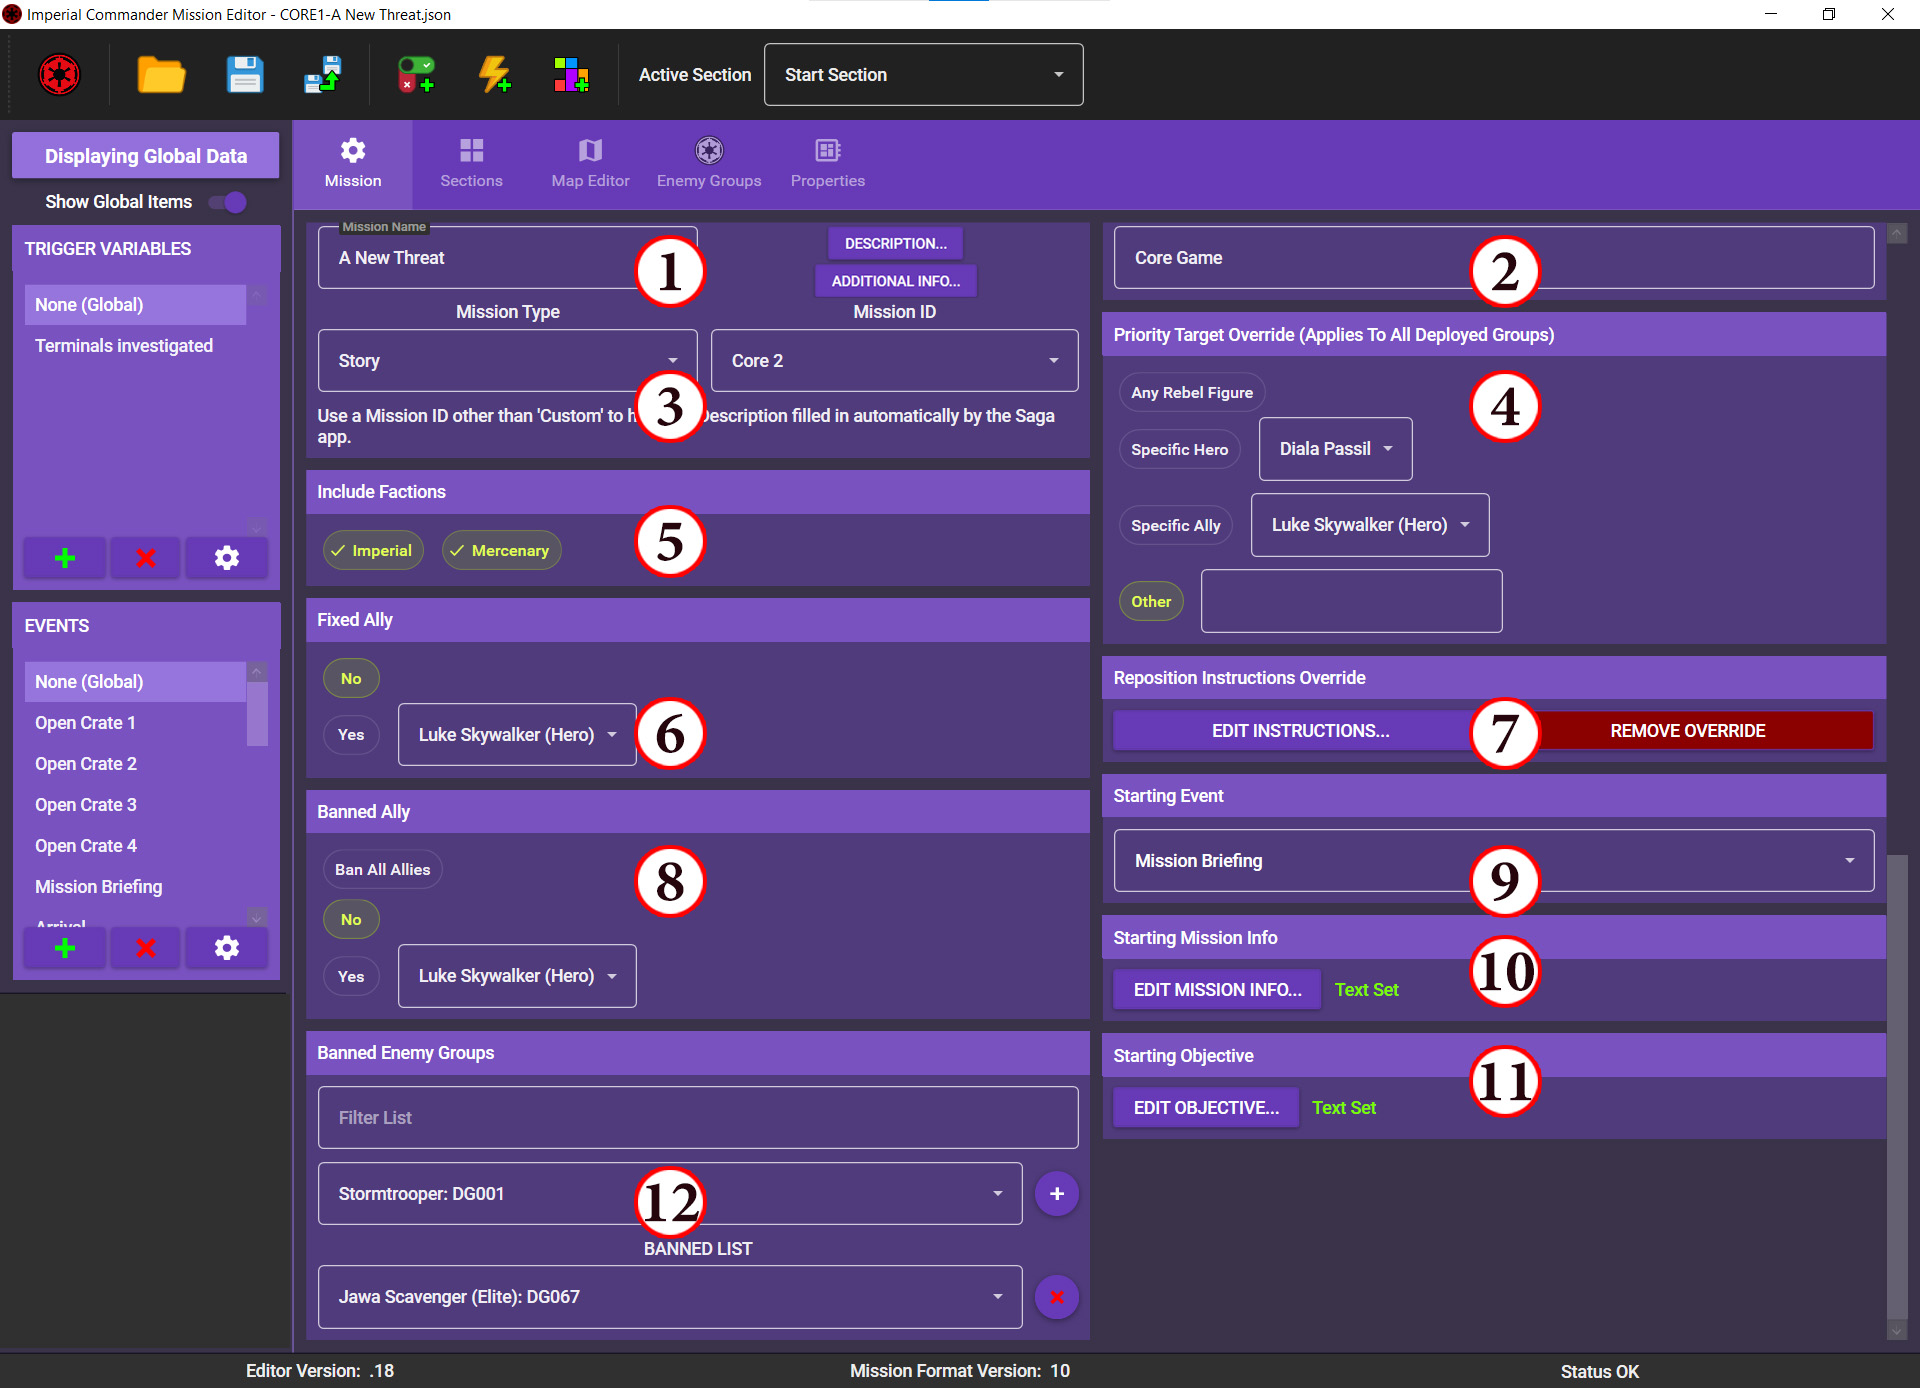 Imperial Commander Mission Editor - CORE1-A New Threat.json
Active Section
Start Section
Displaying Global Data
Show Global Items
TRIGGER VARIABLES
None (Global)
Terminals investigated
EVENTS
None (Global)
Open Crate 1
Open Crate 2
Open Crate 3
Open Crate 4
Mission Briefing
Arrival
Mission
Sections
Map Editor
Enemy Groups
Properties
Mission Name
A New Threat
1
DESCRIPTION...
ADDITIONAL INFO...
Mission Type
Mission ID
Story
Core 2
3
Use a Mission ID other than 'Custom' to h Description filled in automatically by the Saga
app.
Include Factions
Imperial
Mercenary
5
Fixed Ally
No
Yes
Luke Skywalker (Hero)
6
Banned Ally
Ban All Allies
8
No
Yes
Luke Skywalker (Hero)
Banned Enemy Groups
Filter List
Stormtrooper: DG001
12
BANNED LIST
Jawa Scavenger (Elite): DG067
Core Game
2
Priority Target Override (Applies To All Deployed Groups)
Any Rebel Figure
4
Specific Hero
Diala Passil
Specific Ally
Luke Skywalker (Hero)
Other
Reposition Instructions Override
EDIT INSTRUCTIONS...
7
REMOVE OVERRIDE
Starting Event
Mission Briefing
9
Starting Mission Info
EDIT MISSION INFO...
Text Set
10
Starting Objective
EDIT OBJECTIVE...
Text Set
11
Editor Version: .18
Mission Format Version: 10
Status OK